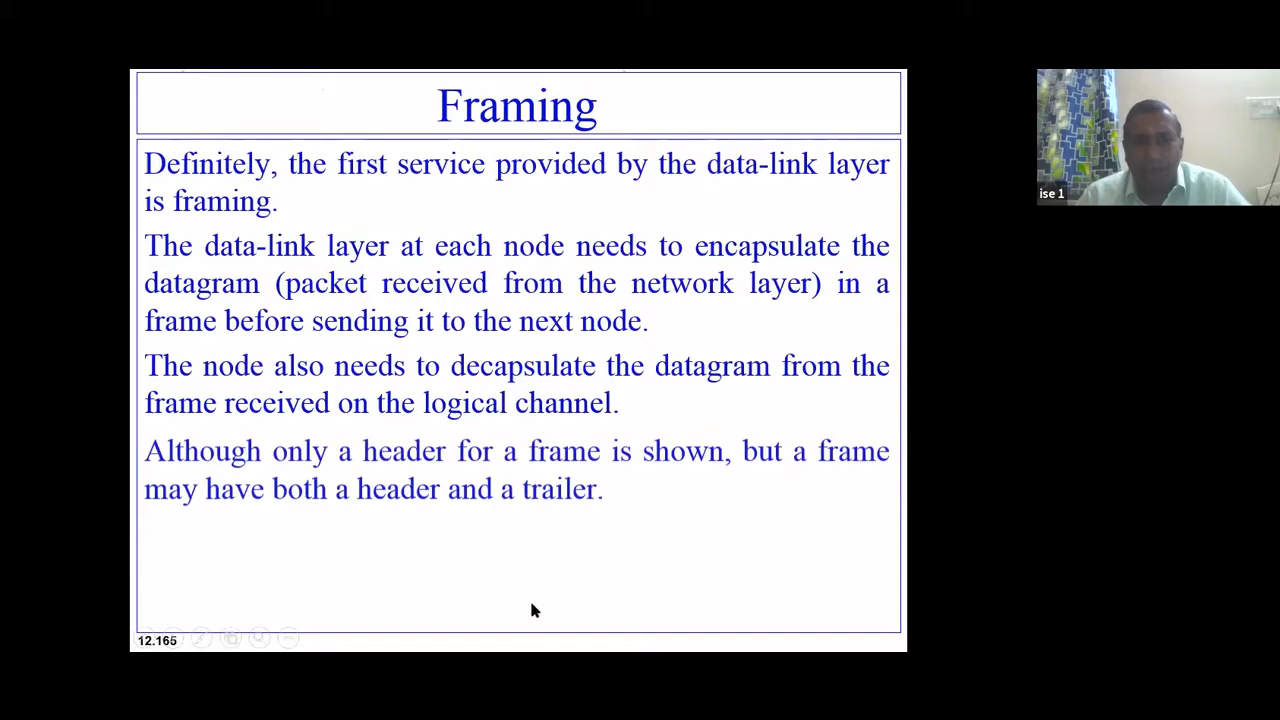 Framing
Definitely, the first service provided by the data-link layer
is framing.
The data-link layer at each node needs to encapsulate the
datagram (packet received from the network layer) in a
frame before sending it to the next node.
The node also needs to decapsulate the datagram from the
frame received on the logical channel.
Although only a header for a frame is shown, but a frame
may have both a header and a trailer.
12.165
ise 1